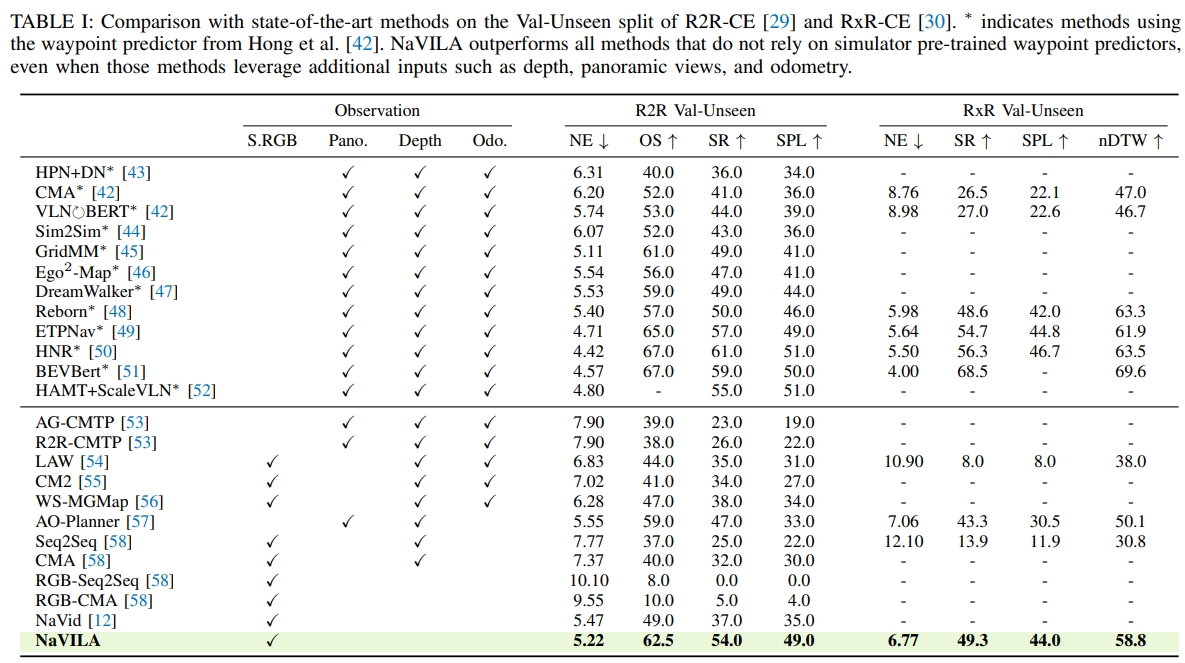 TABLE I: Comparison with state-of-the-art methods on the Val-Unseen split of R2R-CE [29] and RxR-CE [30]. * indicates methods using
the waypoint predictor from Hong et al. [42]. NaVILA outperforms all methods that do not rely on simulator pre-trained waypoint predictors,
even when those methods leverage additional inputs such as depth, panoramic views, and odometry.
Observation R2R Val-Unseen RxR Val-Unseen
S.RGB Pano. Depth Odo. NE ↓ OS ↑ SR ↑ SPL ↑ NE ↓ SR ↑ SPL ↑ nDTW ↑
HPN+DN* [43] ✓ ✓ ✓ 6.31 40.0 36.0 34.0 - - - -
CMA* [42] ✓ ✓ ✓ 6.20 52.0 41.0 36.0 8.76 26.5 22.1 47.0
VLN↻BERT* [42] ✓ ✓ ✓ 5.74 53.0 44.0 39.0 8.98 27.0 22.6 46.7
Sim2Sim* [44] ✓ ✓ ✓ 6.07 52.0 43.0 36.0 - - - -
GridMM* [45] ✓ ✓ ✓ 5.11 61.0 49.0 41.0 - - - -
Ego²-Map* [46] ✓ ✓ ✓ 5.54 56.0 47.0 41.0 - - - -
DreamWalker* [47] ✓ ✓ ✓ 5.53 59.0 49.0 44.0 - - - -
Reborn* [48] ✓ ✓ ✓ 5.40 57.0 50.0 46.0 5.98 48.6 42.0 63.3
ETPNav* [49] ✓ ✓ ✓ 4.71 65.0 57.0 49.0 5.64 54.7 44.8 61.9
HNR* [50] ✓ ✓ ✓ 4.42 67.0 61.0 51.0 5.50 56.3 46.7 63.5
BEVBert* [51] ✓ ✓ ✓ 4.57 67.0 59.0 50.0 4.00 68.5 - 69.6
HAMT+ScaleVLN* [52] ✓ ✓ ✓ 4.80 - 55.0 51.0 - - - -
AG-CMTP [53] ✓ ✓ ✓ 7.90 39.0 23.0 19.0 - - - -
R2R-CMTP [53] ✓ ✓ ✓ 7.90 38.0 26.0 22.0 - - - -
LAW [54] ✓ ✓ ✓ 6.83 44.0 35.0 31.0 10.90 8.0 8.0 38.0
CM2 [55] ✓ ✓ ✓ 7.02 41.0 34.0 27.0 - - - -
WS-MGMap [56] ✓ ✓ ✓ 6.28 47.0 38.0 34.0 - - - -
AO-Planner [57] ✓ ✓ 5.55 59.0 47.0 33.0 7.06 43.3 30.5 50.1
Seq2Seq [58] ✓ ✓ 7.77 37.0 25.0 22.0 12.10 13.9 11.9 30.8
CMA [58] ✓ ✓ 7.37 40.0 32.0 30.0 - - - -
RGB-Seq2Seq [58] ✓ 10.10 8.0 0.0 0.0 - - - -
RGB-CMA [58] ✓ 9.55 10.0 5.0 4.0 - - - -
NaVid [12] ✓ 5.47 49.0 37.0 35.0 - - - -
NaVILA ✓ 5.22 62.5 54.0 49.0 6.77 49.3 44.0 58.8